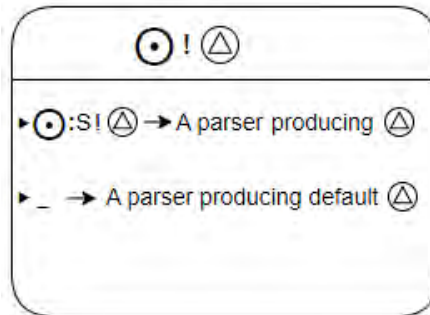 ⨀ ! ◬
▸⨀:S! ◬ → A parser producing ◬
▸ _ → A parser producing default ◬